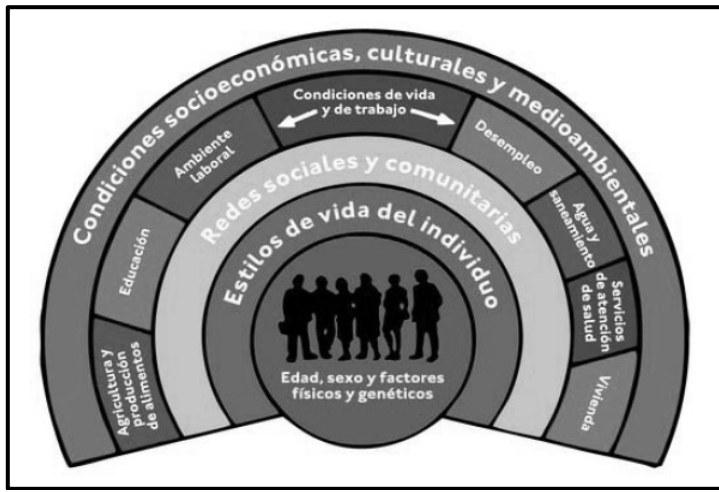 Condiciones socioeconómicas, culturales y medioambientales
Condiciones de vida
y de trabajo
Agricultura y
producción
de alimentos
Educación
Ambiente
laboral
Desempleo
Agua y
saneamiento
Servicios
de atención
de salud
Vivienda
Redes sociales y comunitarias
Estilos de vida del individuo
Edad, sexo y factores
físicos y genéticos